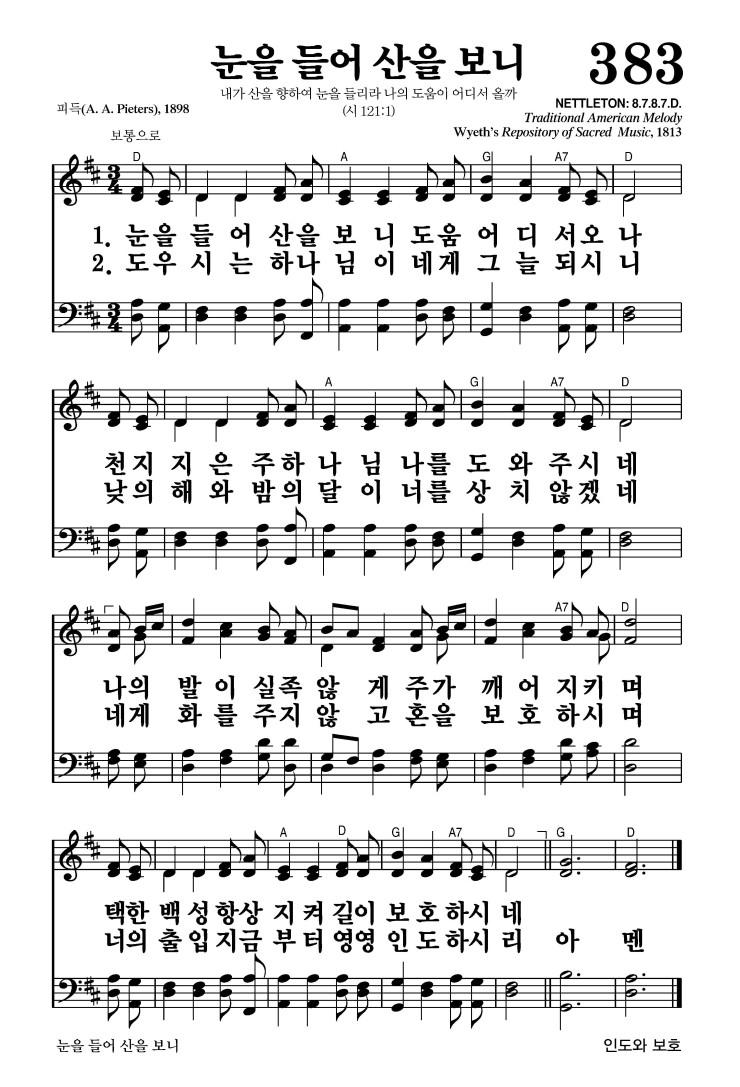 눈을 들어 산을 보니
383
내가 산을 향하여 눈을 들리라 나의 도움이 어디서 올까
(시 121:1)
피득(A. A. Pieters), 1898
NETTLETON: 8.7.8.7.D.
Traditional American Melody
Wyeth's Repository of Sacred Music, 1813
보통으로
D A G A7 D
3 4
1. 눈을 들 어 산을 보 니 도움 어 디 서오 나
2. 도우 시 는 하나 님 이 네게 그 늘 되시 니
3 4
A G A7 D
천지 지 은 주하 나 님 나를 도 와 주시 네
낮의 해 와 밤의 달 이 너를 상 치 않겠 네
A7 D
나의 발 이 실족 않 게 주가 깨 어 지키 며
네게 화 를 주지 않 고 혼을 보 호 하시 며
A D G A7 D G D
택한 백 성 항상 지 켜 길이 보 호 하시 네
너의 출 입 지금 부 터 영영 인 도 하시 리 아 멘
눈을 들어 산을 보니
인도와 보호